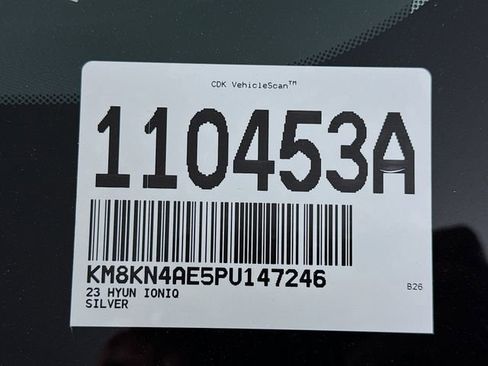 CDK VehicleScan™
110453A
KM8KN4AE5PU147246
23 HYUN IONIQ
SILVER
B26